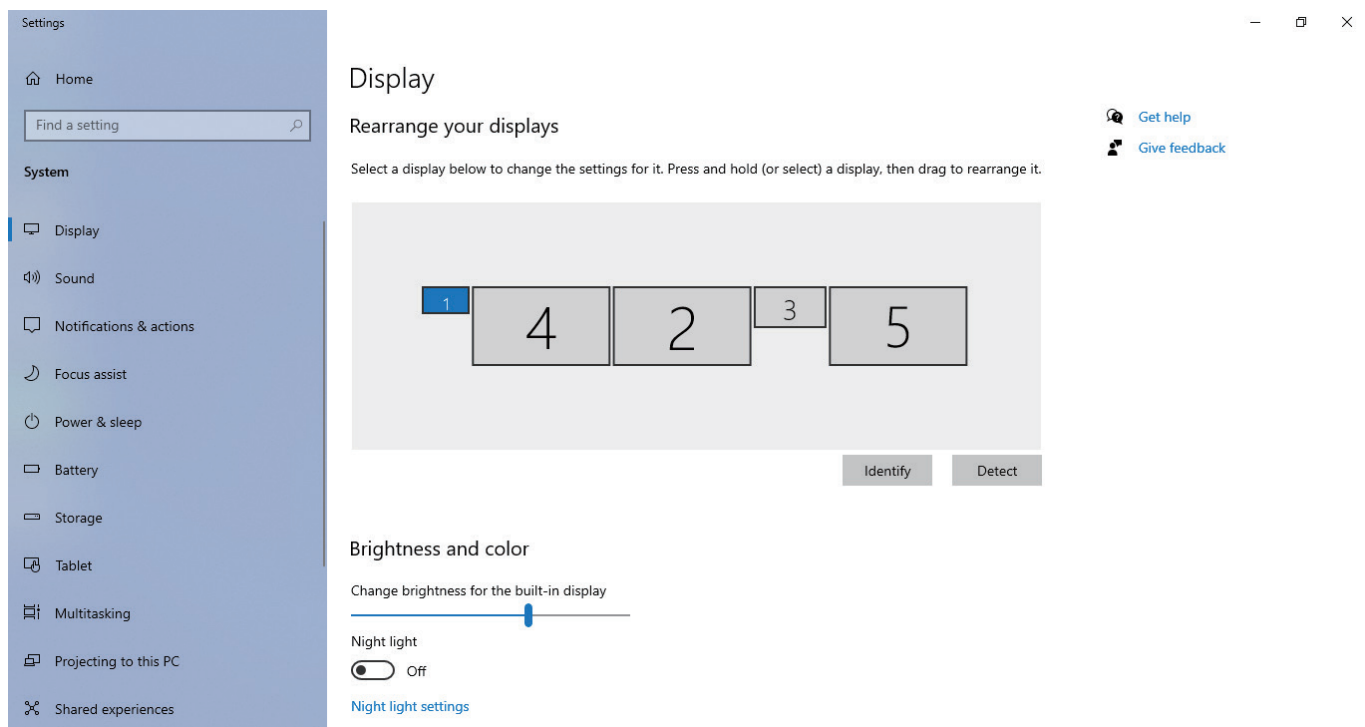 Settings
Home
Find a setting
System
Display
Sound
Notifications & actions
Focus assist
Power & sleep
Battery
Storage
Tablet
Multitasking
Projecting to this PC
Shared experiences
Display
Rearrange your displays
Select a display below to change the settings for it. Press and hold (or select) a display, then drag to rearrange it.
1
4
2
3
5
Identify
Detect
Brightness and color
Change brightness for the built-in display
Night light
Off
Night light settings
Get help
Give feedback